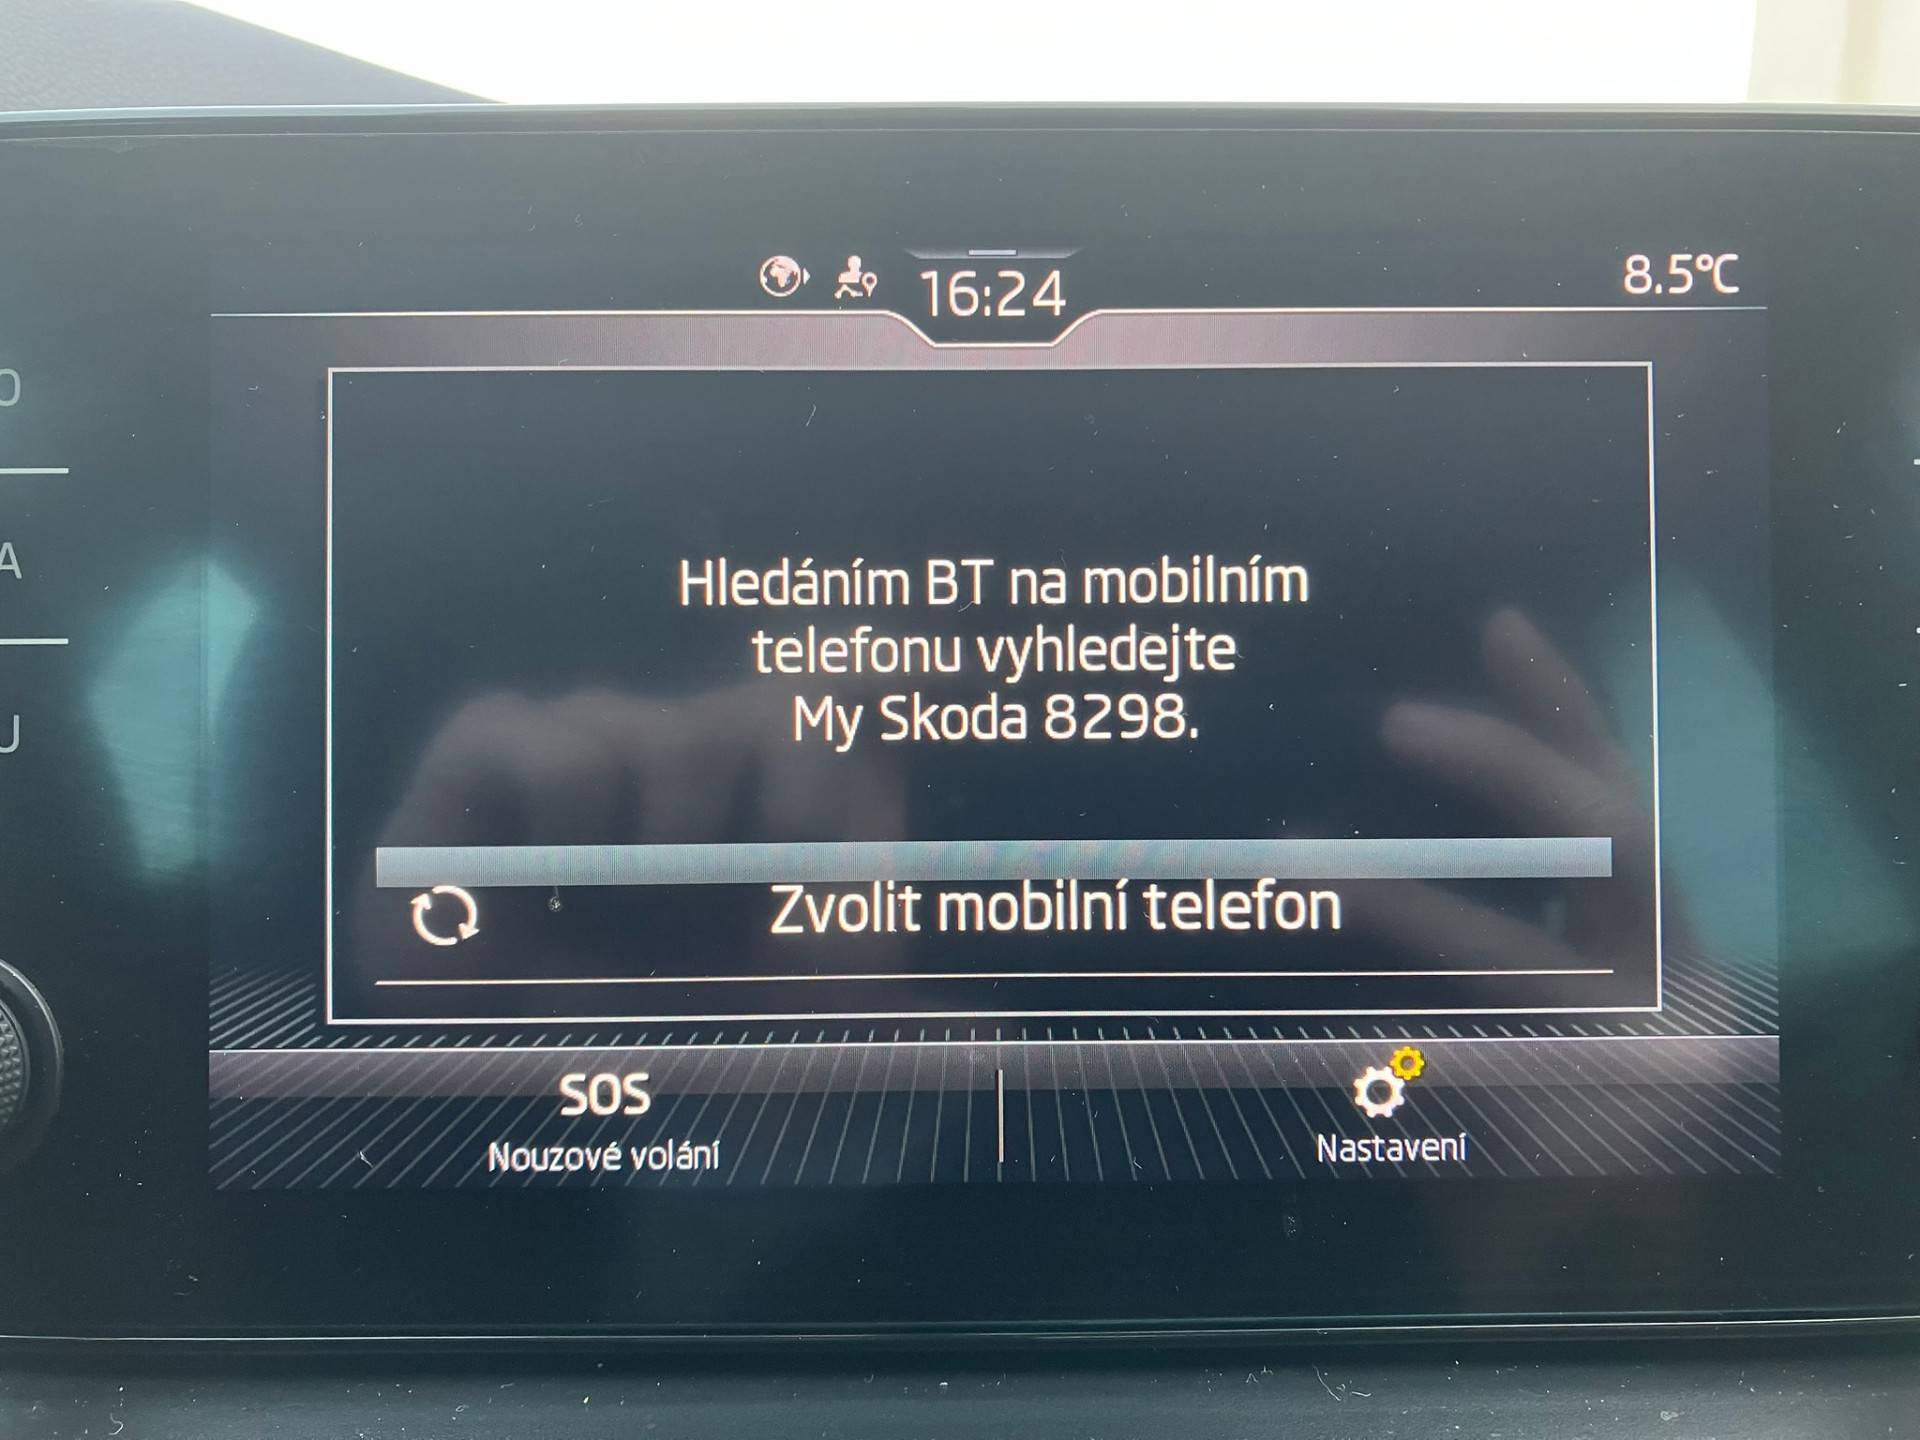 16:24
8.5°C
O
A
U
Hledáním BT na mobilním
telefonu vyhledejte
My Skoda 8298.
Zvolit mobilní telefon
SOS
Nouzové volání
Nastavení